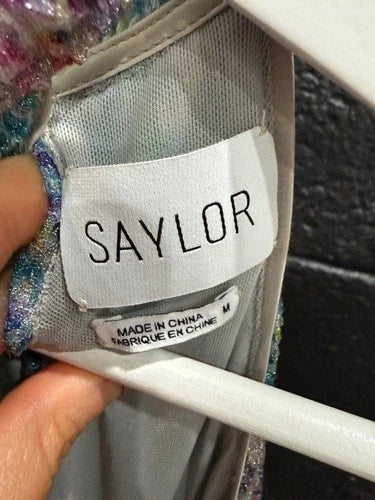 SAYLOR
M
MADE IN CHINA
FABRIQUE EN CHINE